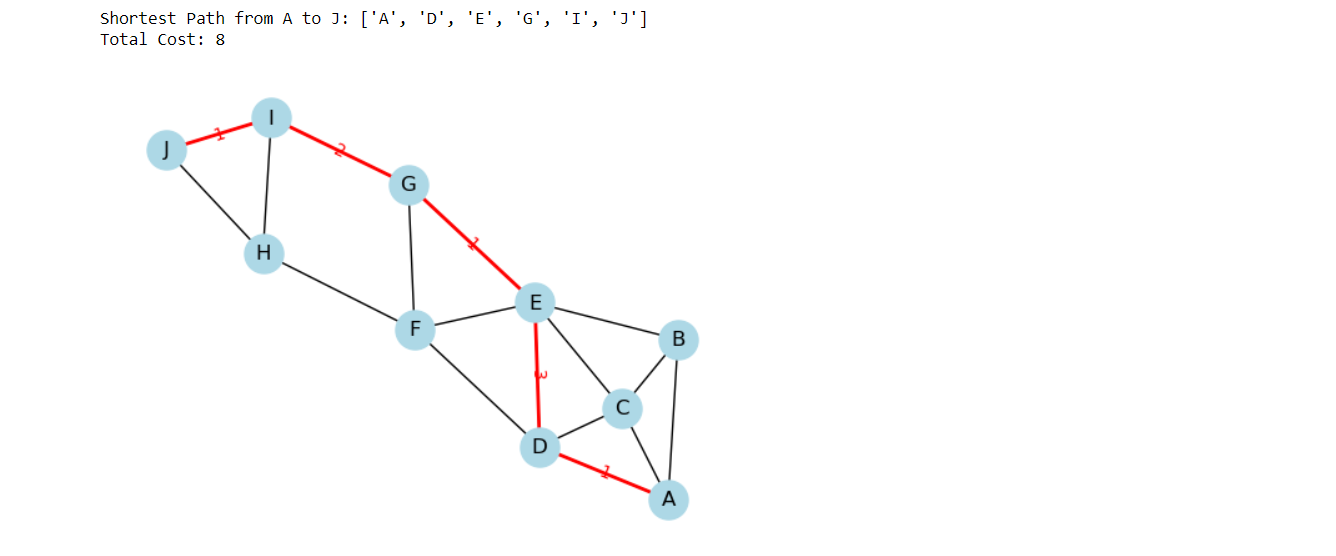 Shortest Path from A to J: ['A', 'D', 'E', 'G', 'I', 'J']
Total Cost: 8
I
1
J
2
G
1
H
E
F
B
3
C
D
1
A